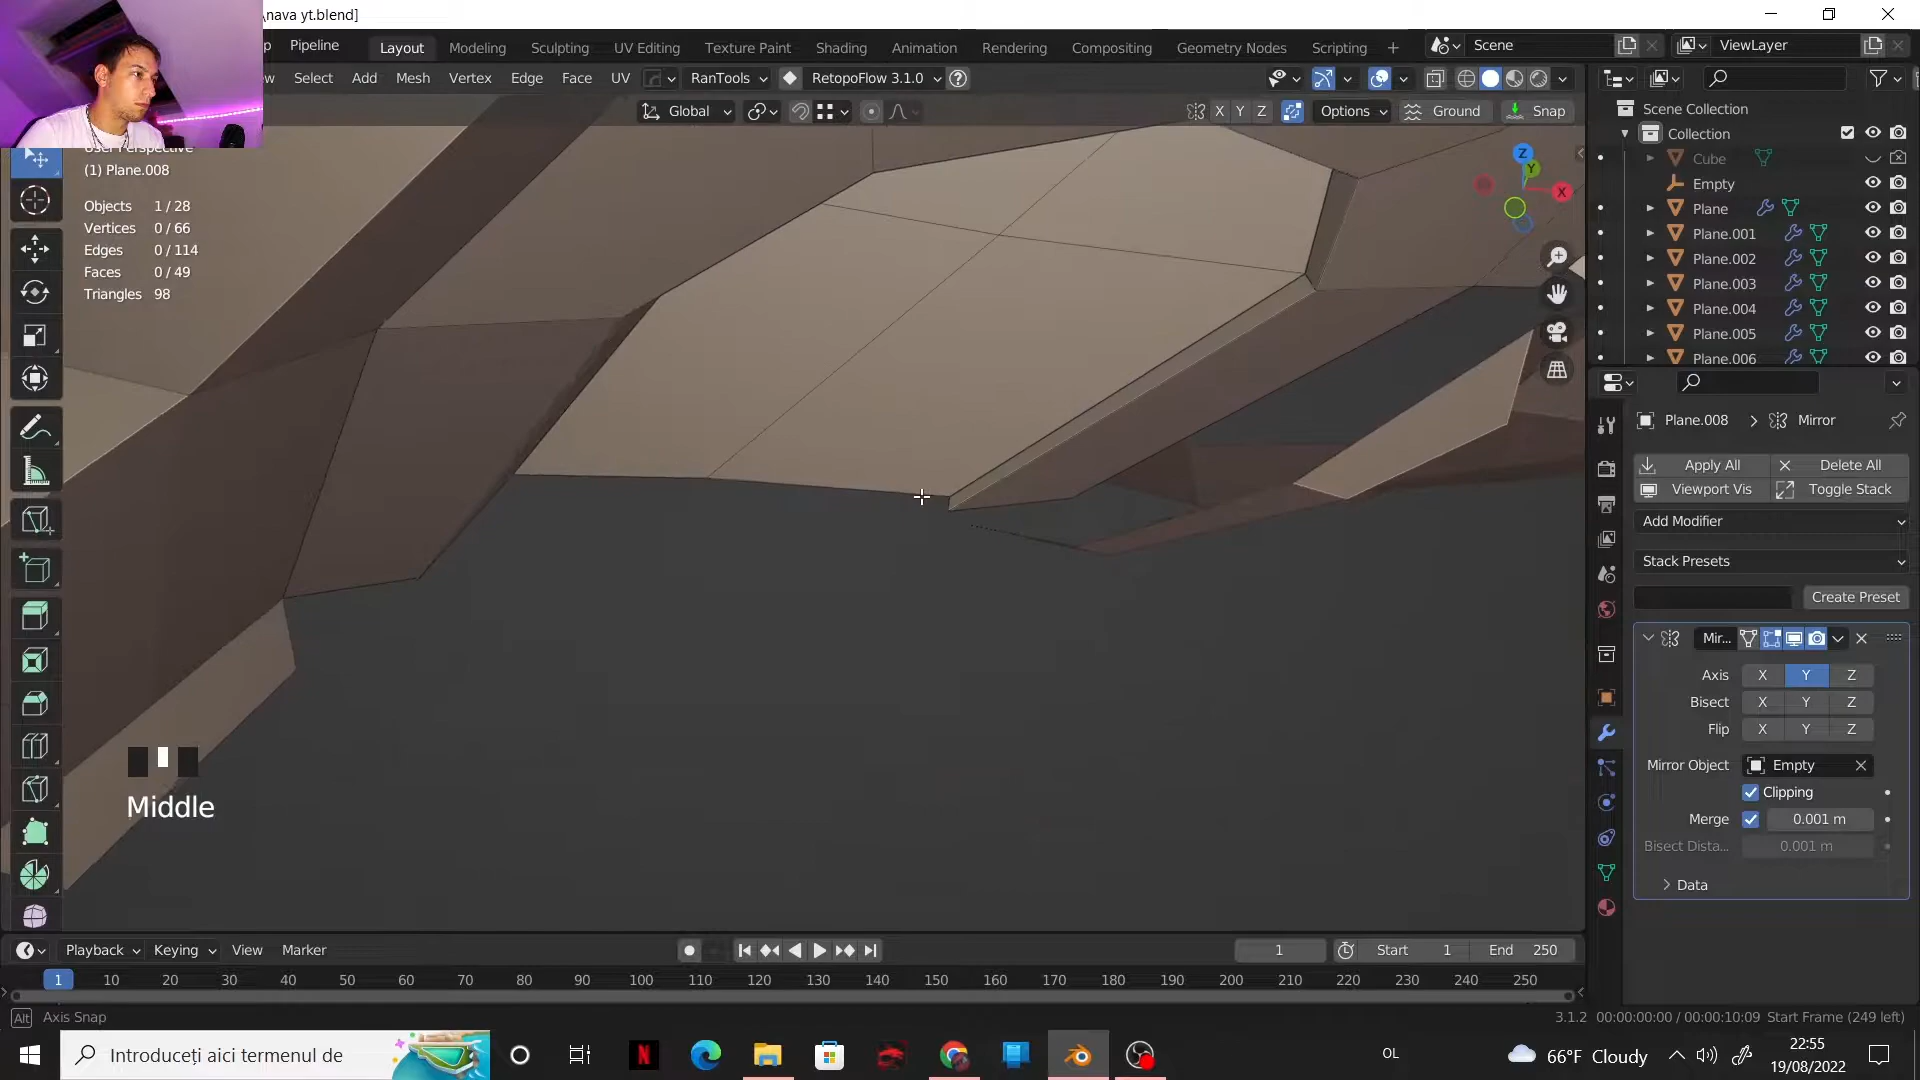 \nava yt.blend]
Pipeline
Layout
Modeling
Sculpting
UV Editing
Texture Paint
Shading
Animation
Rendering
Compositing
Geometry Nodes
Scripting
+
Scene
ViewLayer
Select
Add
Mesh
Vertex
Edge
Face
UV
RanTools
RetopoFlow 3.1.0
Global
X Y Z
Options
Ground
Snap
(1) Plane.008
Objects 1 / 28
Vertices 0 / 66
Edges 0 / 114
Faces 0 / 49
Triangles 98
Z
Y
X
Middle
Scene Collection
Collection
Cube
Empty
Plane
Plane.001
Plane.002
Plane.003
Plane.004
Plane.005
Plane.006
Plane.008 > Mirror
Apply All
Delete All
Viewport Vis
Toggle Stack
Add Modifier
Stack Presets
Create Preset
Mir...
Axis X Y Z
Bisect X Y Z
Flip X Y Z
Mirror Object Empty
Clipping
Merge 0.001 m
Bisect Dista... 0.001 m
Data
Playback
Keying
View
Marker
1
Start 1
End 250
1 10 20 30 40 50 60 70 80 90 100 110 120 130 140 150 160 170 180 190 200 210 220 230 240 250
Alt Axis Snap
3.1.2 00:00:00:00 / 00:00:10:09 Start Frame (249 left)
Introduceți aici termenul de
OL
66°F Cloudy
22:55
19/08/2022